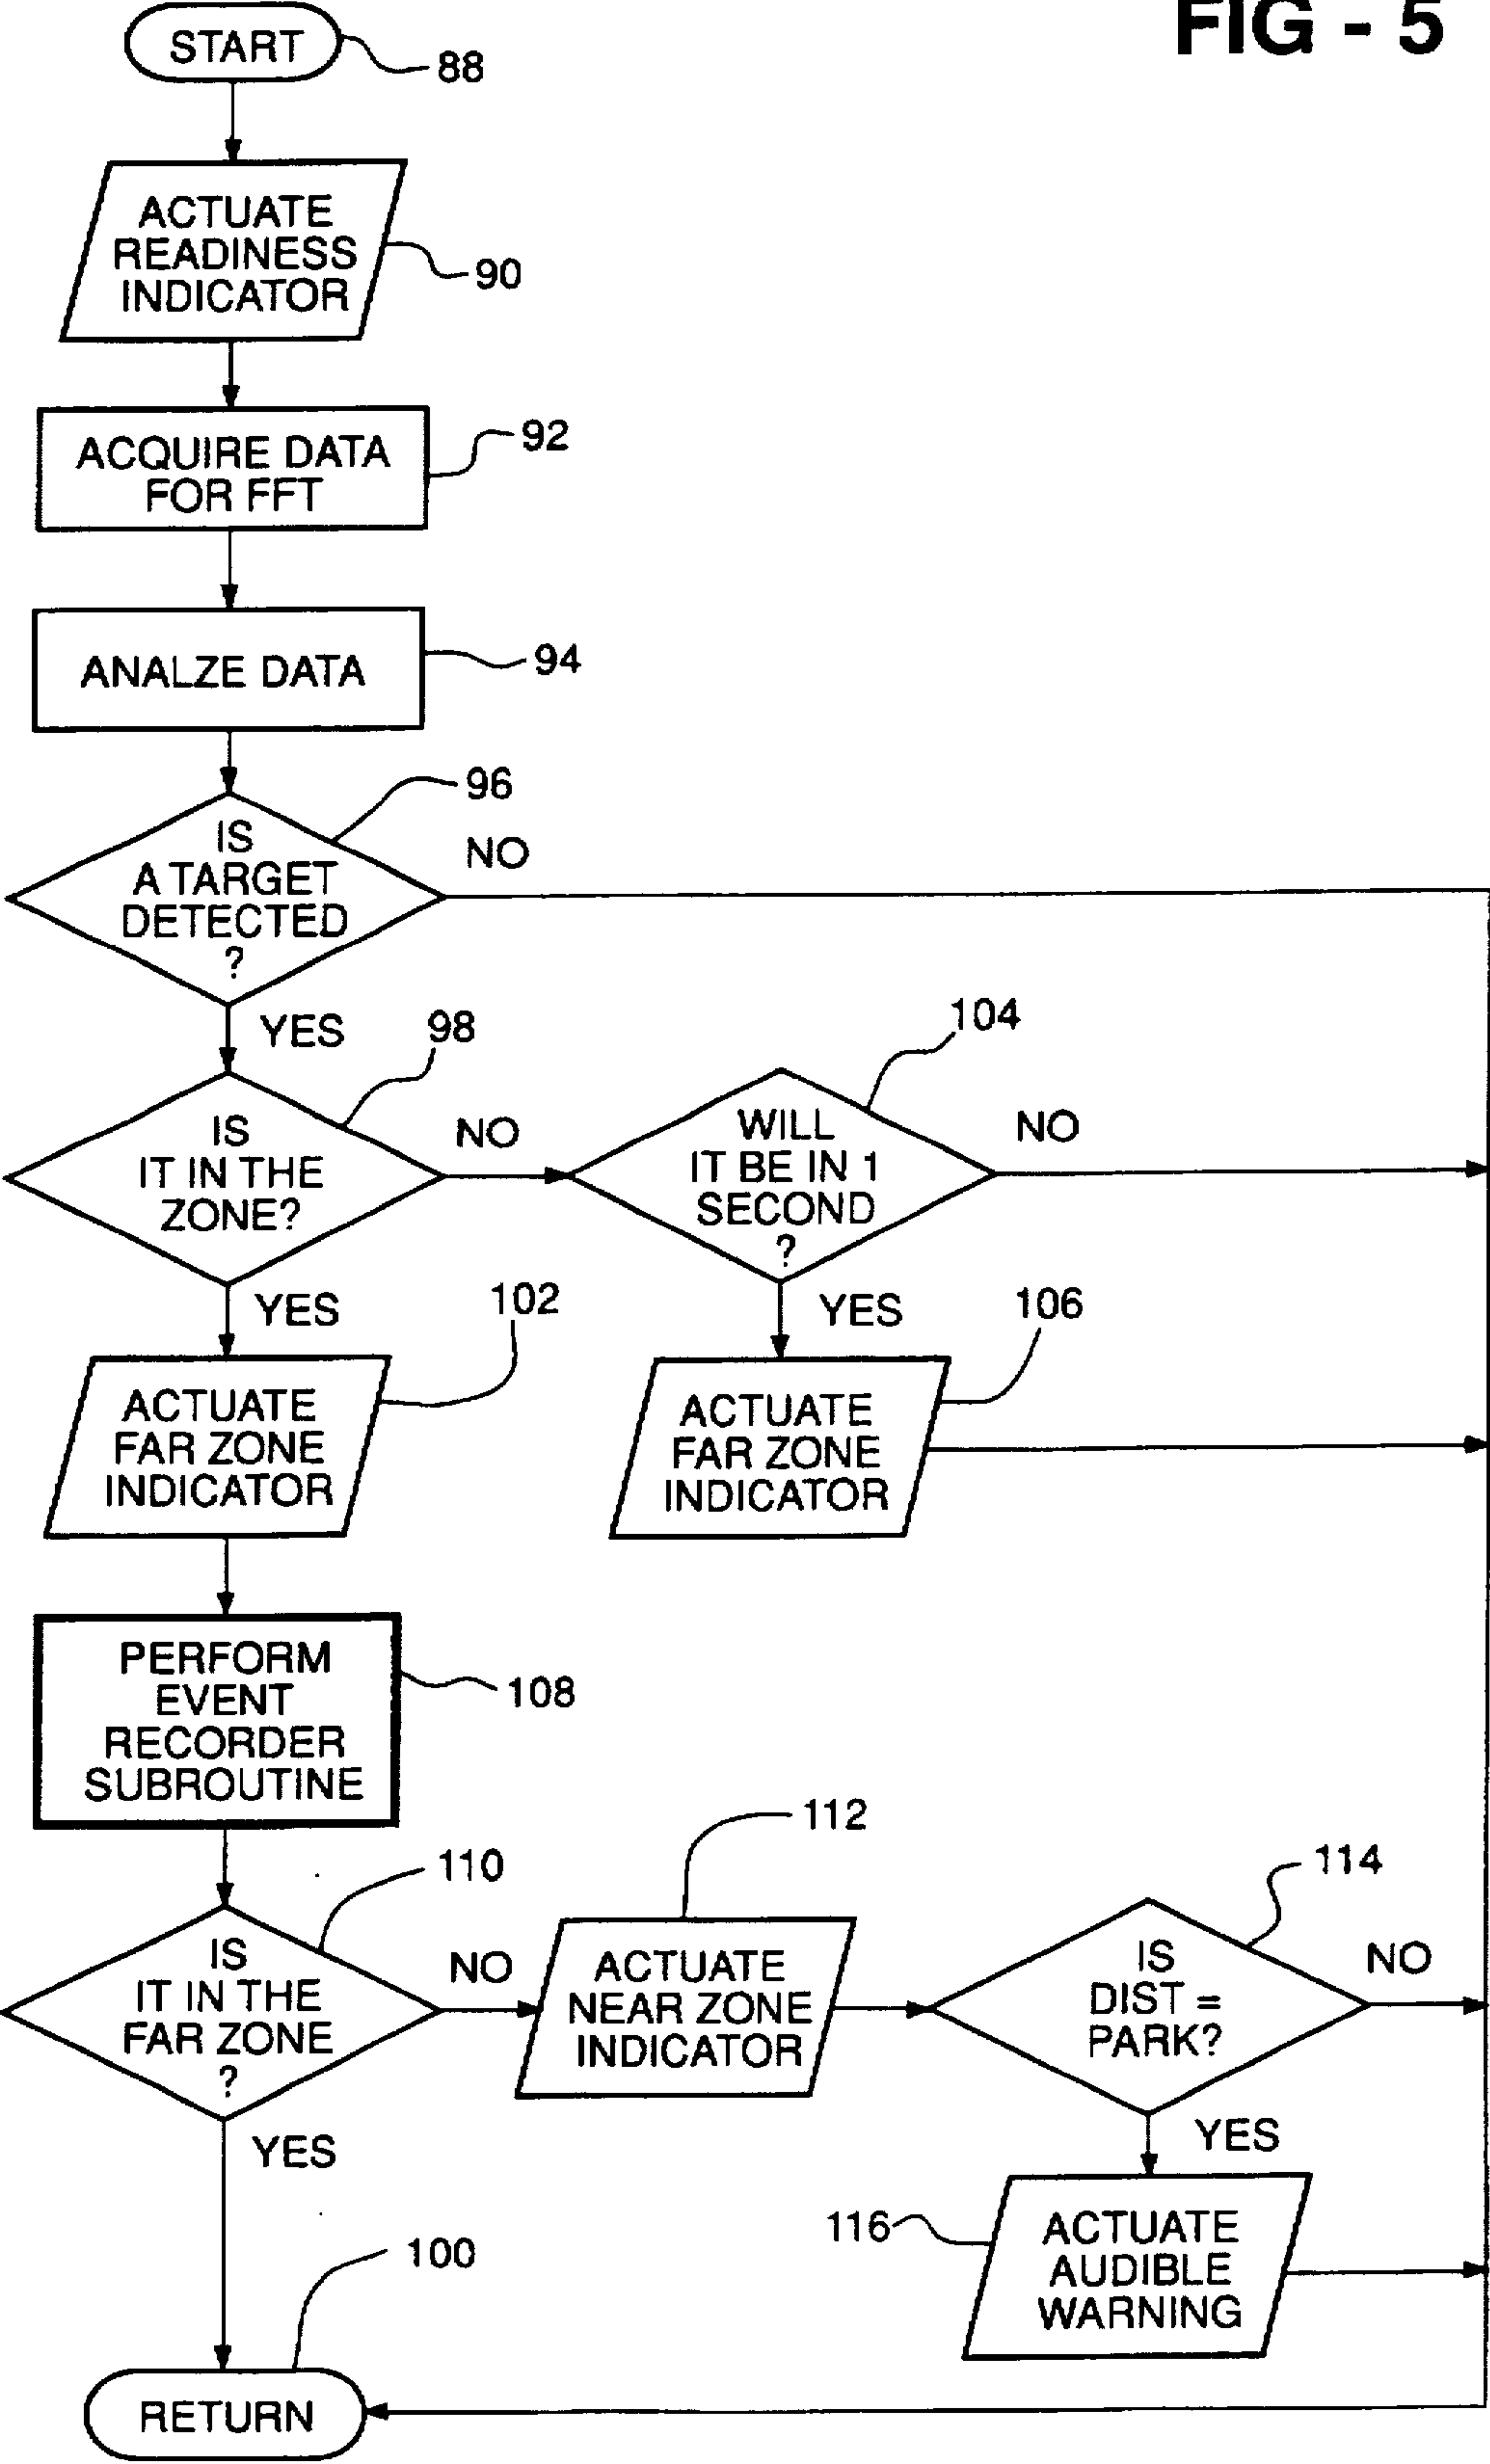 FIG - 5
START
88
ACTUATE
READINESS
INDICATOR
90
ACQUIRE DATA
FOR FFT
92
ANALZE DATA
94
96
IS
A TARGET
DETECTED
?
NO
YES
98
IS
IT IN THE
ZONE?
NO
104
WILL
IT BE IN 1
SECOND
?
NO
YES
102
ACTUATE
FAR ZONE
INDICATOR
YES
106
ACTUATE
FAR ZONE
INDICATOR
PERFORM
EVENT
RECORDER
SUBROUTINE
108
110
IS
IT IN THE
FAR ZONE
?
NO
112
ACTUATE
NEAR ZONE
INDICATOR
114
IS
DIST =
PARK?
NO
YES
YES
116
ACTUATE
AUDIBLE
WARNING
100
RETURN